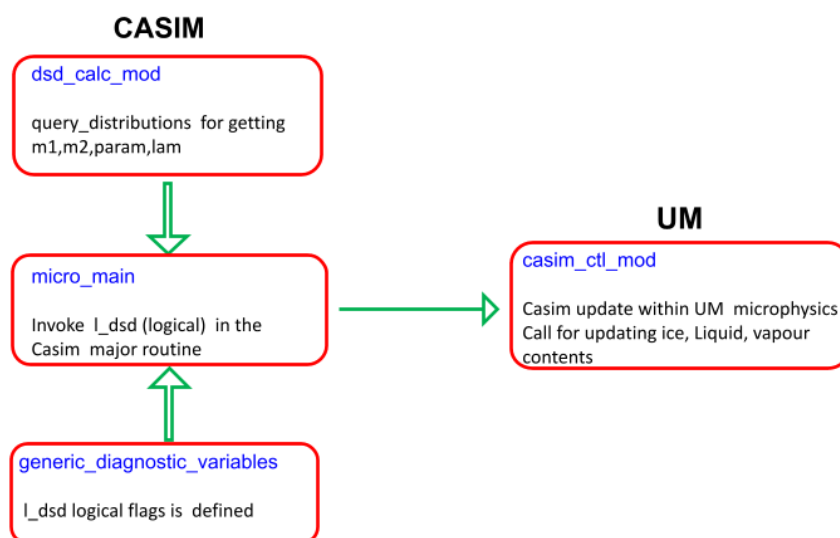 CASIM
dsd_calc_mod
query_distributions for getting
m1,m2,param,lam
micro_main
Invoke l_dsd (logical) in the
Casim major routine
generic_diagnostic_variables
l_dsd logical flags is defined
UM
casim_ctl_mod
Casim update within UM microphysics
Call for updating ice, Liquid, vapour
contents